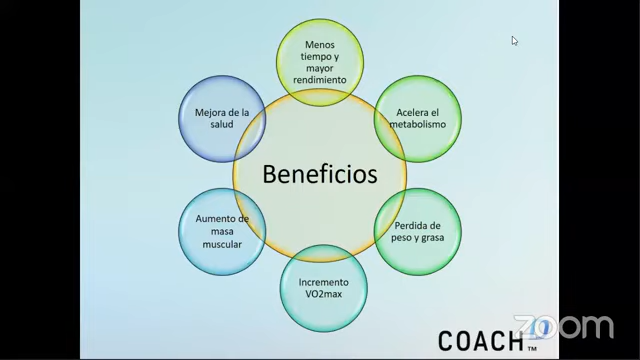 Menos
tiempo y
mayor
rendimiento
Mejora de la
salud
Acelera el
metabolismo
Beneficios
Aumento de
masa
muscular
Perdida de
peso y grasa
Incremento
VO2max
COACH
TM
zoom